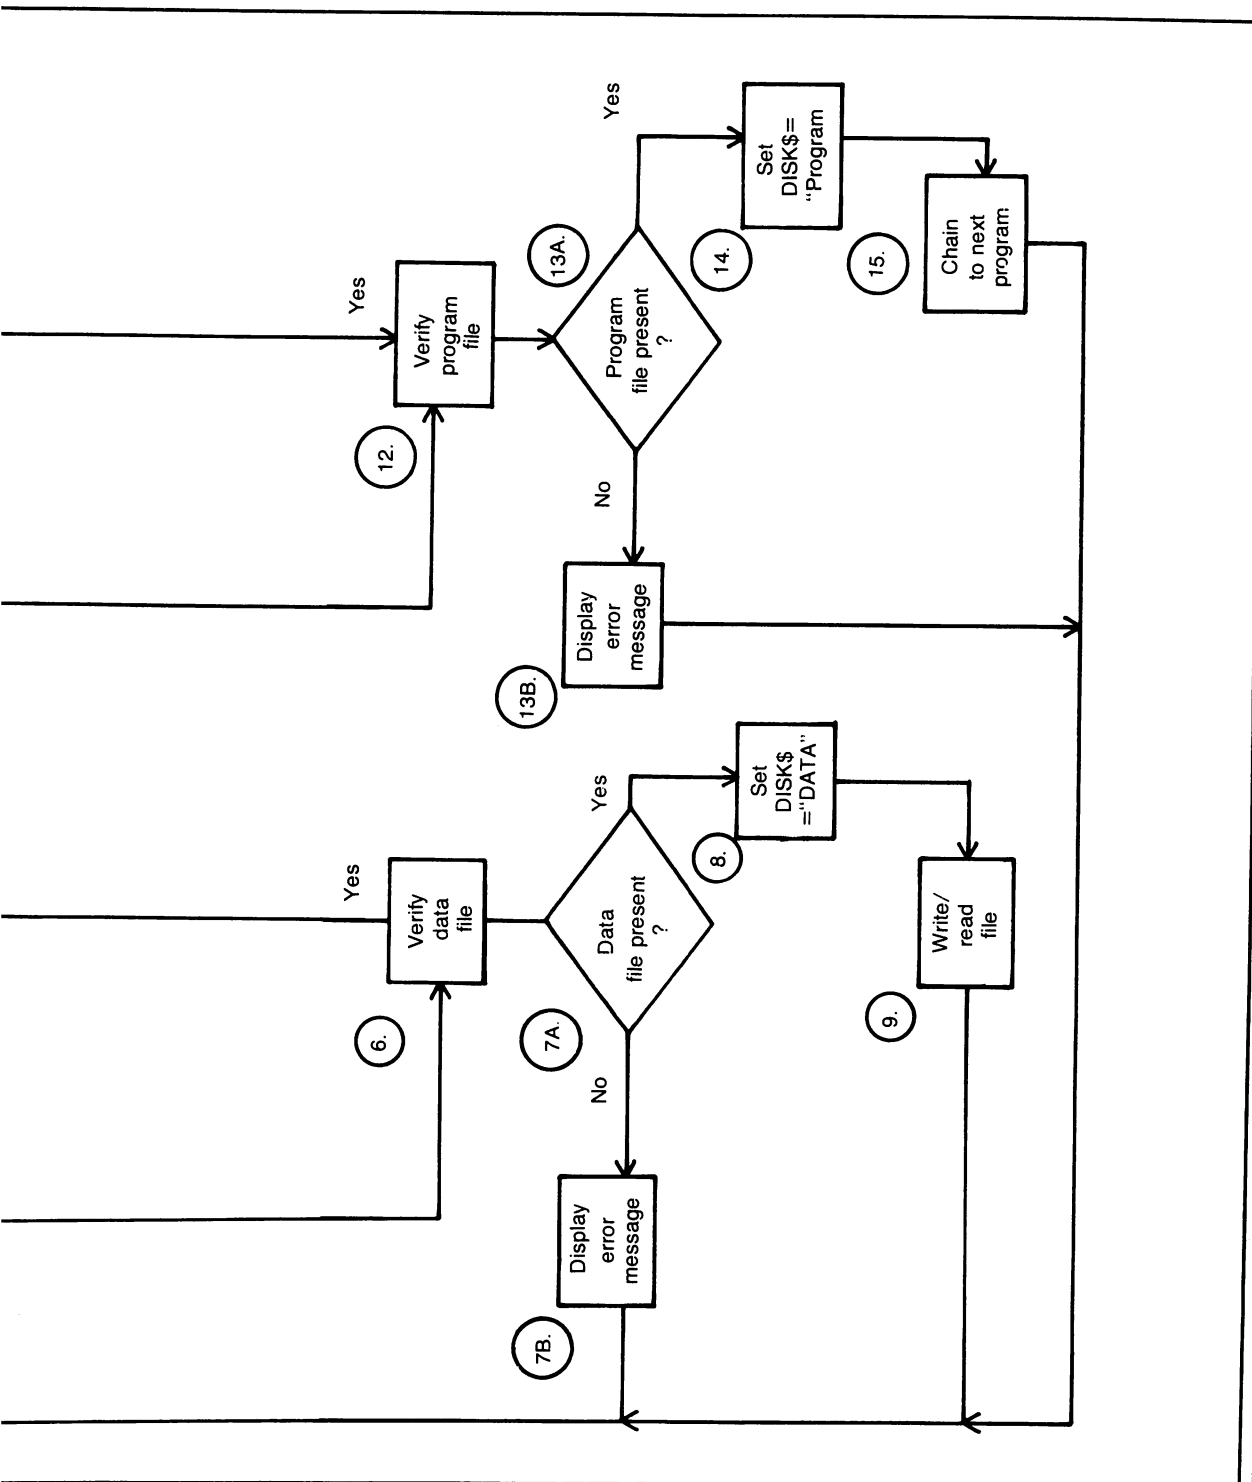 Yes
12.
Verify
program
file
13A.
Program
file present
?
Yes
No
13B.
Display
error
message
14.
Set
DISK$=
“Program
15.
Chain
to next
program
Yes
6.
Verify
data
file
7A.
Data
file present
?
Yes
No
7B.
Display
error
message
8.
Set
DISK$
=“DATA”
9.
Write/
read
file